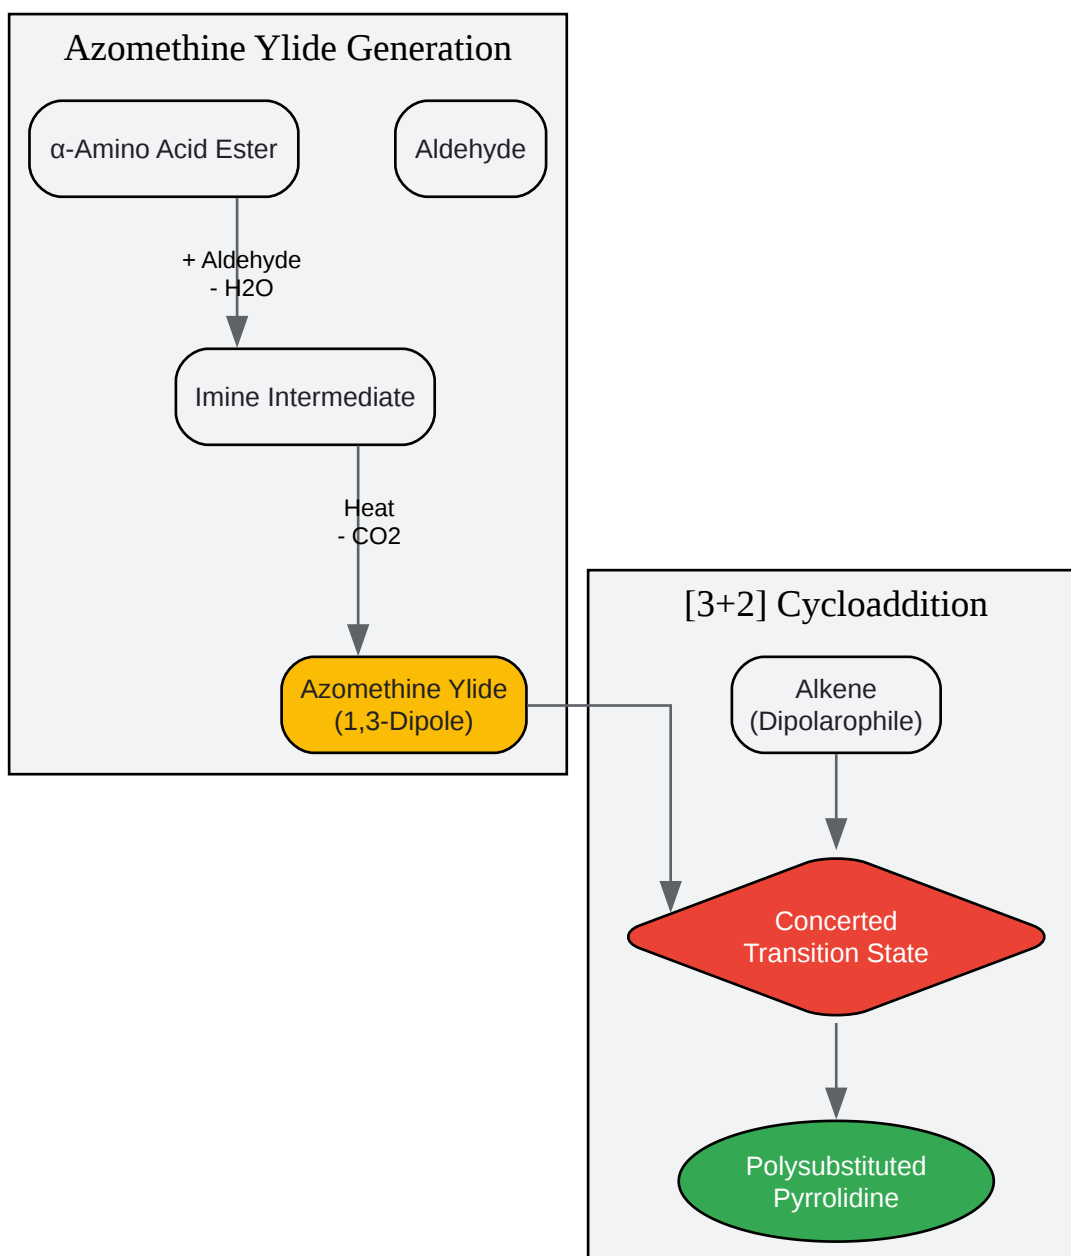 Azomethine Ylide Generation
α-Amino Acid Ester
Aldehyde
+ Aldehyde
- H2O
Imine Intermediate
Heat
- CO2
Azomethine Ylide
(1,3-Dipole)
[3+2] Cycloaddition
Alkene
(Dipolarophile)
Concerted
Transition State
Polysubstituted
Pyrrolidine